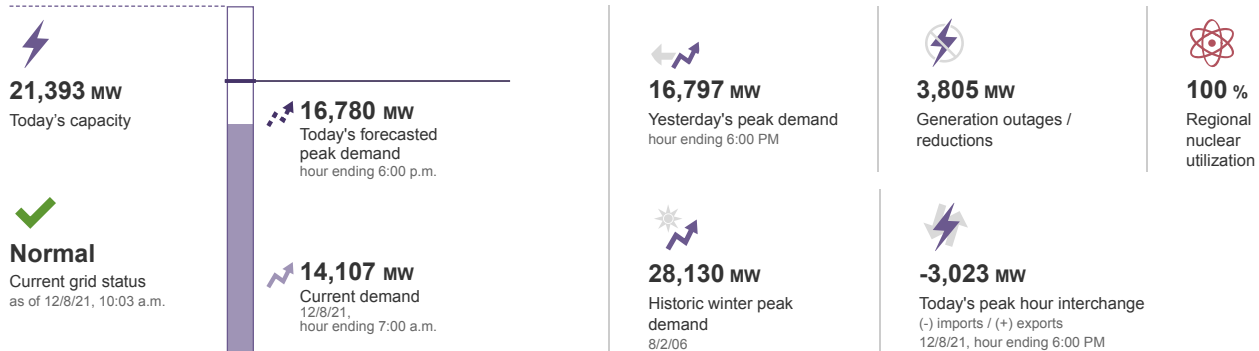 21,393 MW
Today's capacity
Normal
Current grid status
as of 12/8/21, 10:03 a.m.
16,780 MW
Today's forecasted
peak demand
hour ending 6:00 p.m.
14,107 MW
Current demand
12/8/21,
hour ending 7:00 a.m.
16,797 MW
Yesterday's peak demand
hour ending 6:00 PM
3,805 MW
Generation outages /
reductions
100 %
Regional
nuclear
utilization
28,130 MW
Historic winter peak
demand
8/2/06
-3,023 MW
Today's peak hour interchange
(-) imports / (+) exports
12/8/21, hour ending 6:00 PM